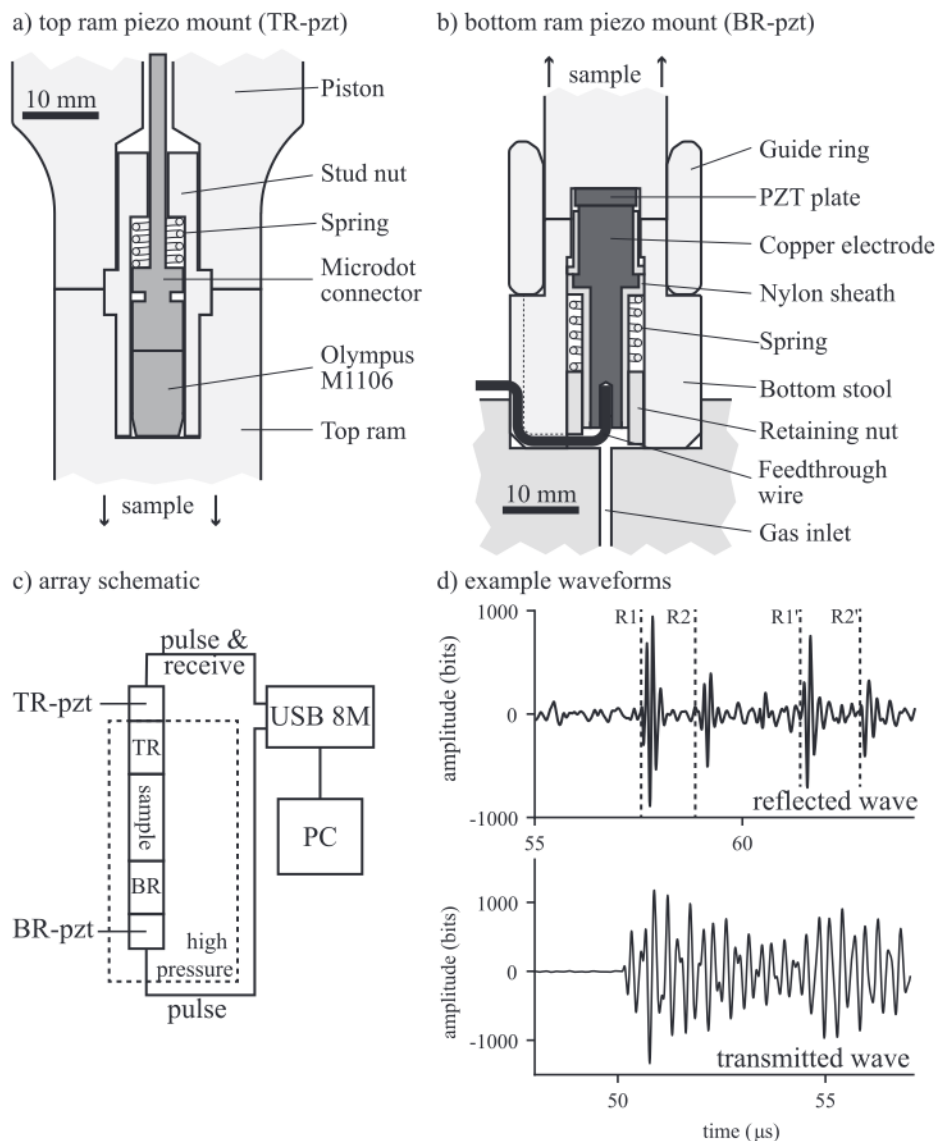 a) top ram piezo mount (TR-pzt)
10 mm
Piston
Stud nut
Spring
Microdot
connector
Olympus
M1106
Top ram
sample
b) bottom ram piezo mount (BR-pzt)
sample
Guide ring
PZT plate
Copper electrode
Nylon sheath
Spring
Bottom stool
Retaining nut
Feedthrough
wire
10 mm
Gas inlet
c) array schematic
pulse &
receive
TR-pzt
USB 8M
TR
sample
PC
BR
BR-pzt
high
pressure
pulse
d) example waveforms
1000
R1
R2
R1'
R2'
amplitude (bits)
0
reflected wave
-1000
55
60
amplitude (bits)
1000
0
-1000
transmitted wave
50
55
time (μs)